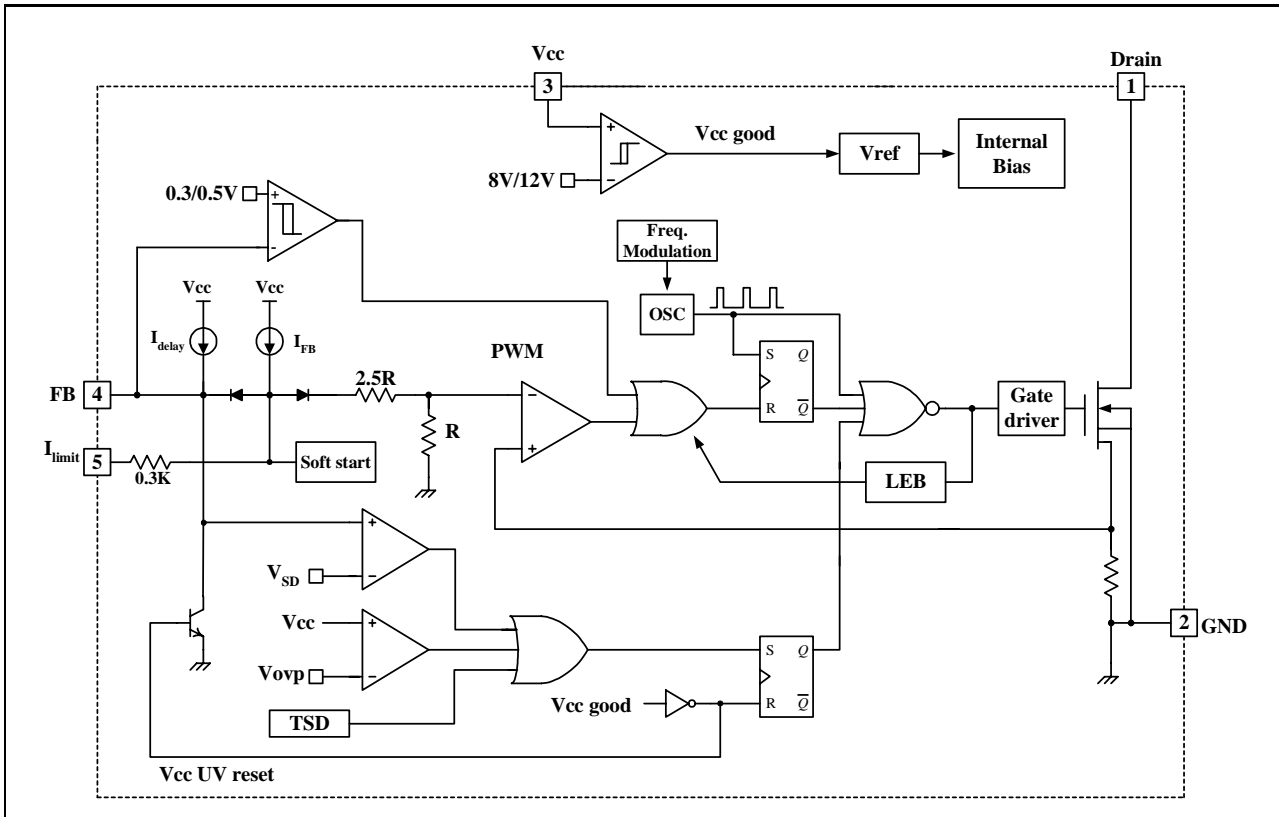 Vcc
3
Drain
1
+
-
Vcc good
8V/12V
Vref
Internal
Bias
0.3/0.5V
+
-
Freq.
Modulation
OSC
Vcc
Vcc
Idelay
IFB
PWM
S Q
R Q
FB 4
2.5R
R
−
+
Gate
driver
Ilimit
5
0.3K
Soft start
LEB
+
VSD
−
Vcc
+
Vovp
−
TSD
S Q
R Q
Vcc good
2 GND
Vcc UV reset